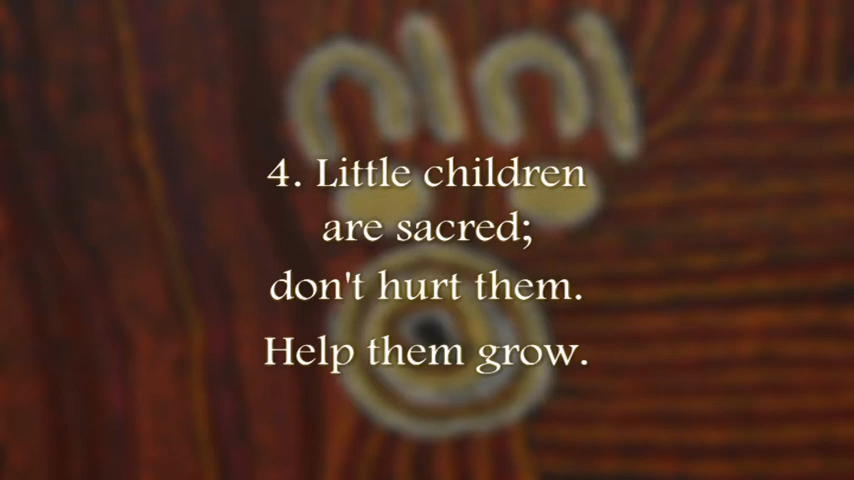 4. Little children
are sacred;
don't hurt them.
Help them grow.